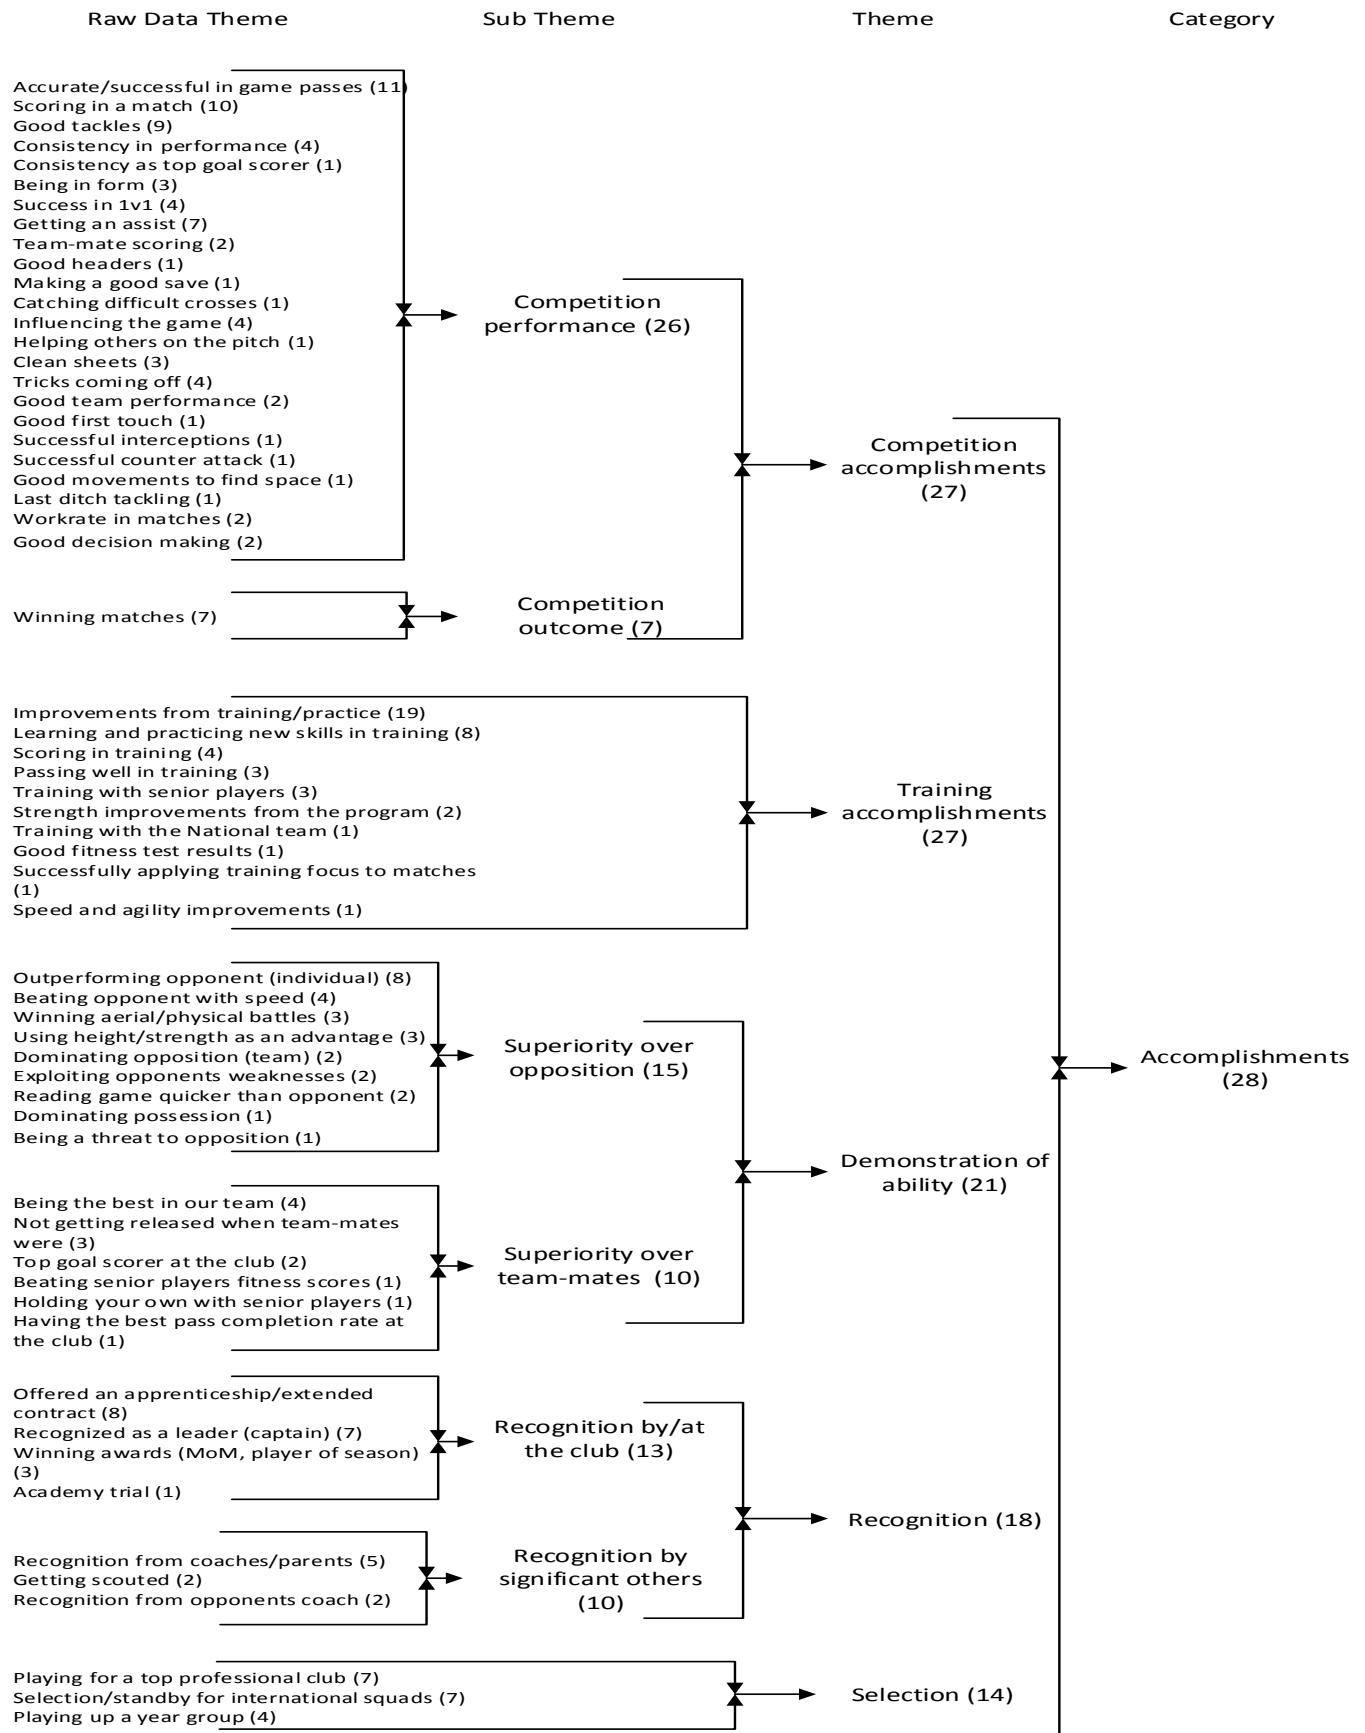 Raw Data Theme
Sub Theme
Theme
Category
Accurate/successful in game passes (11)
Scoring in a match (10)
Good tackles (9)
Consistency in performance (4)
Consistency as top goal scorer (1)
Being in form (3)
Success in 1v1 (4)
Getting an assist (7)
Team-mate scoring (2)
Good headers (1)
Making a good save (1)
Catching difficult crosses (1)
Influencing the game (4)
Helping others on the pitch (1)
Clean sheets (3)
Tricks coming off (4)
Good team performance (2)
Good first touch (1)
Successful interceptions (1)
Successful counter attack (1)
Good movements to find space (1)
Last ditch tackling (1)
Workrate in matches (2)
Good decision making (2)
Competition
performance (26)
Winning matches (7)
Competition
outcome (7)
Competition
accomplishments
(27)
Improvements from training/practice (19)
Learning and practicing new skills in training (8)
Scoring in training (4)
Passing well in training (3)
Training with senior players (3)
Strength improvements from the program (2)
Training with the National team (1)
Good fitness test results (1)
Successfully applying training focus to matches
(1)
Speed and agility improvements (1)
Training
accomplishments
(27)
Outperforming opponent (individual) (8)
Beating opponent with speed (4)
Winning aerial/physical battles (3)
Using height/strength as an advantage (3)
Dominating opposition (team) (2)
Exploiting opponents weaknesses (2)
Reading game quicker than opponent (2)
Dominating possession (1)
Being a threat to opposition (1)
Superiority over
opposition (15)
Being the best in our team (4)
Not getting released when team-mates
were (3)
Top goal scorer at the club (2)
Beating senior players fitness scores (1)
Holding your own with senior players (1)
Having the best pass completion rate at
the club (1)
Superiority over
team-mates (10)
Demonstration of
ability (21)
Accomplishments
(28)
Offered an apprenticeship/extended
contract (8)
Recognized as a leader (captain) (7)
Winning awards (MoM, player of season)
(3)
Academy trial (1)
Recognition by/at
the club (13)
Recognition from coaches/parents (5)
Getting scouted (2)
Recognition from opponents coach (2)
Recognition by
significant others
(10)
Recognition (18)
Playing for a top professional club (7)
Selection/standby for international squads (7)
Playing up a year group (4)
Selection (14)